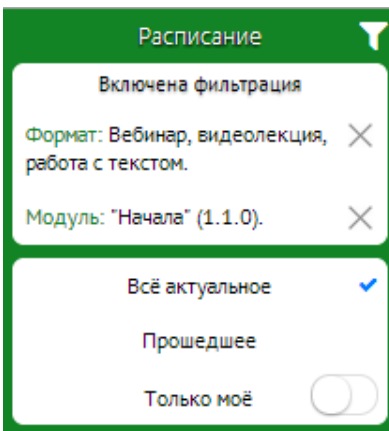 Расписание
Включена фильтрация
Формат: Вебинар, видеолекция,
работа с текстом.
Модуль: "Начала" (1.1.0).
Всё актуальное
Прошедшее
Только моё